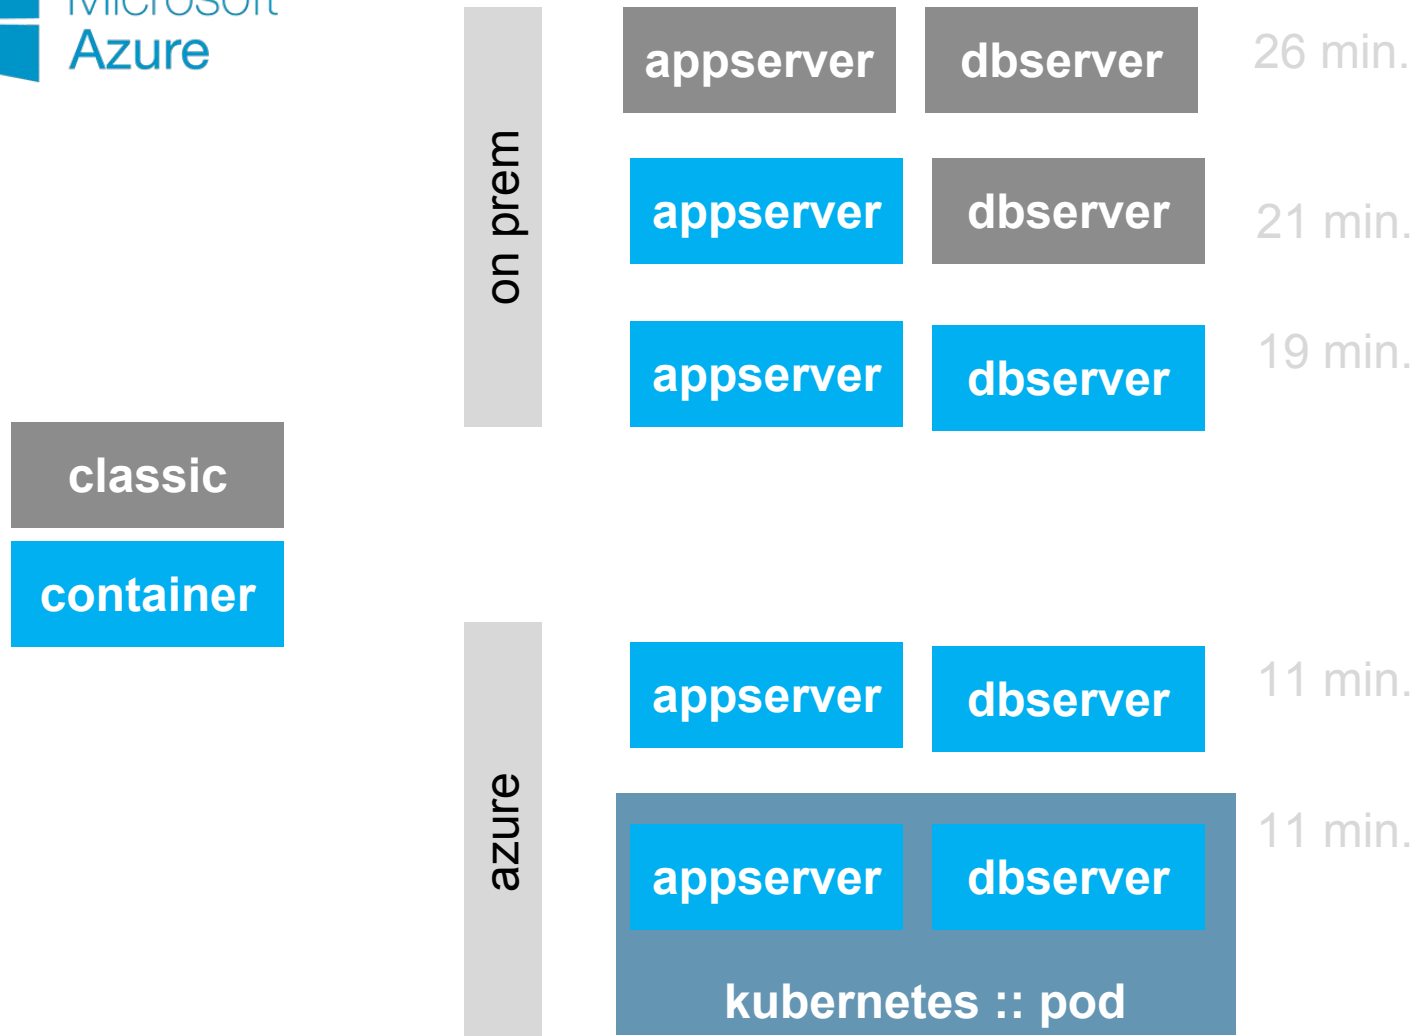 Microsoft
Azure
on prem
appserver dbserver 26 min.
appserver dbserver 21 min.
appserver dbserver 19 min.
classic
container
azure
appserver dbserver 11 min.
appserver dbserver 11 min.
kubernetes :: pod